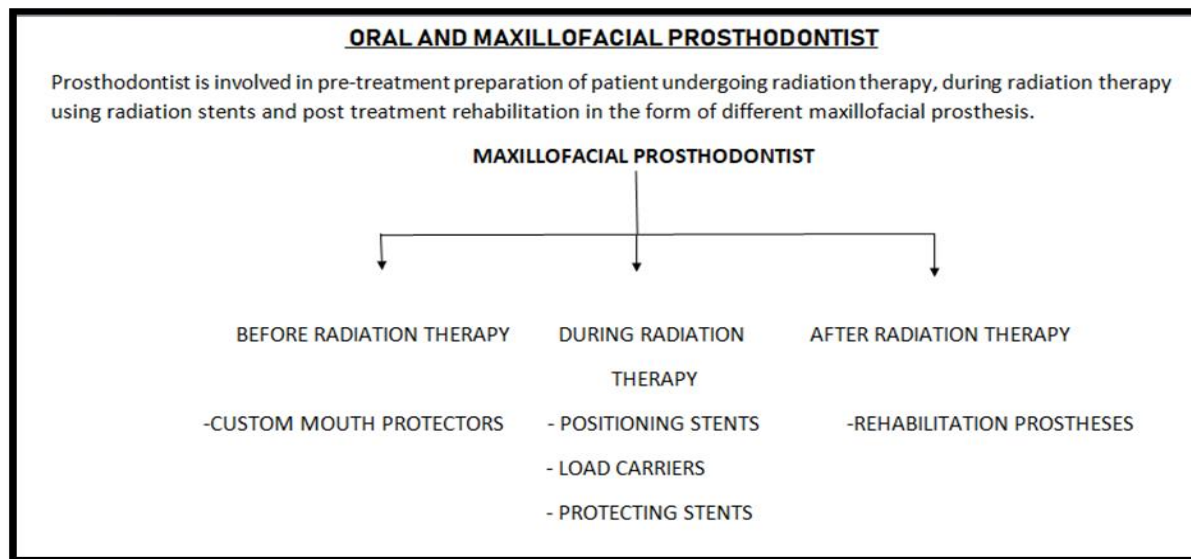 ORAL AND MAXILLOFACIAL PROSTHODONTIST
Prosthodontist is involved in pre-treatment preparation of patient undergoing radiation therapy, during radiation therapy
using radiation stents and post treatment rehabilitation in the form of different maxillofacial prosthesis.
MAXILLOFACIAL PROSTHODONTIST
BEFORE RADIATION THERAPY
-CUSTOM MOUTH PROTECTORS
DURING RADIATION
THERAPY
- POSITIONING STENTS
- LOAD CARRIERS
- PROTECTING STENTS
AFTER RADIATION THERAPY
-REHABILITATION PROSTHESES